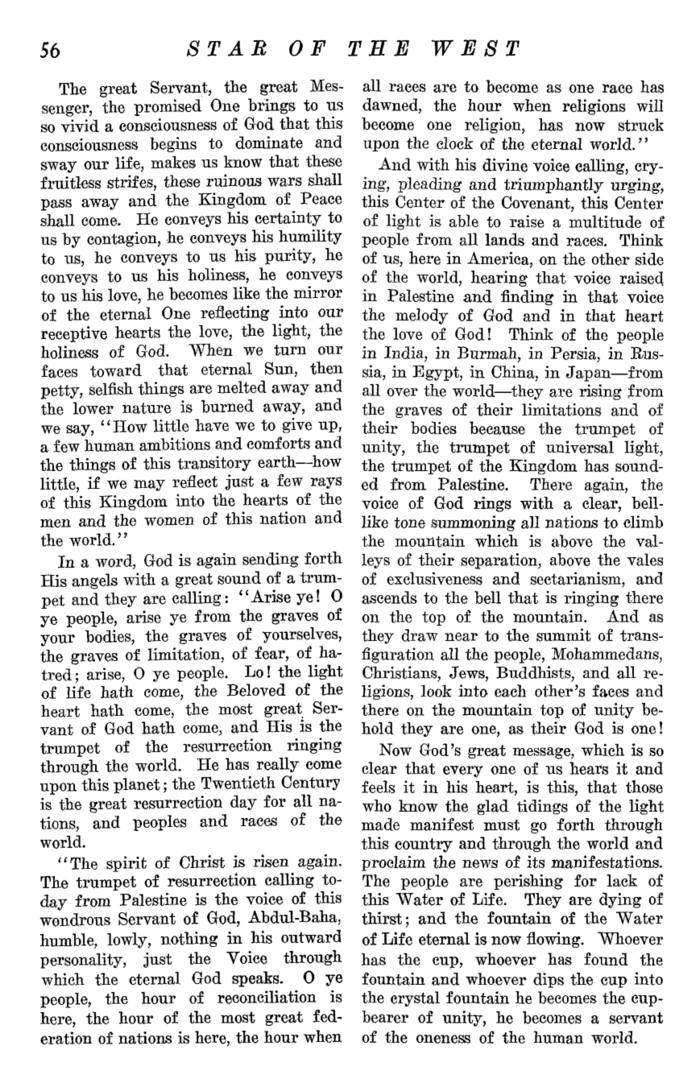 56
STAR OF THE WEST
The great Servant, the great Mes-
senger, the promised One brings to us
so vivid a consciousness of God that this
consciousness begins to dominate and
sway our life, makes us know that these
fruitless strifes, these ruinous wars shall
pass away and the Kingdom of Peace
shall come. He conveys his certainty to
us by contagion, he conveys his humility
to us, he conveys to us his purity, he
conveys to us his holiness, he conveys
to us his love, he becomes like the mirror
of the eternal One reflecting into our
receptive hearts the love, the light, the
holiness of God. When we turn our
faces toward that eternal Sun, then
petty, selfish things are melted away and
the lower nature is burned away, and
we say, "How little have we to give up,
a few human ambitions and comforts and
the things of this transitory earth—how
little, if we may reflect just a few rays
of this Kingdom into the hearts of the
men and the women of this nation and
the world."
In a word, God is again sending forth
His angels with a great sound of a trum-
pet and they are calling: "Arise ye! O
ye people, arise ye from the graves of
your bodies, the graves of yourselves,
the graves of limitation, of fear, of ha-
tred; arise, O ye people. Lo! the light
of life hath come, the Beloved of the
heart hath come, the most great Ser-
vant of God hath come, and His is the
trumpet of the resurrection ringing
through the world. He has really come
upon this planet; the Twentieth Century
is the great resurrection day for all na-
tions, and peoples and races of the
world.
"The spirit of Christ is risen again.
The trumpet of resurrection calling to-
day from Palestine is the voice of this
wondrous Servant of God, Abdul-Baha,
humble, lowly, nothing in his outward
personality, just the Voice through
which the eternal God speaks. O ye
people, the hour of reconciliation is
here, the hour of the most great fed-
eration of nations is here, the hour when
all races are to become as one race has
dawned, the hour when religions will
become one religion, has now struck
upon the clock of the eternal world."
And with his divine voice calling, cry-
ing, pleading and triumphantly urging,
this Center of the Covenant, this Center
of light is able to raise a multitude of
people from all lands and races. Think
of us, here in America, on the other side
of the world, hearing that voice raised
in Palestine and finding in that voice
the melody of God and in that heart
the love of God! Think of the people
in India, in Burmah, in Persia, in Rus-
sia, in Egypt, in China, in Japan—from
all over the world—they are rising from
the graves of their limitations and of
their bodies because the trumpet of
unity, the trumpet of universal light,
the trumpet of the Kingdom has sound-
ed from Palestine. There again, the
voice of God rings with a clear, bell-
like tone summoning all nations to climb
the mountain which is above the val-
leys of their separation, above the vales
of exclusiveness and sectarianism, and
ascends to the bell that is ringing there
on the top of the mountain. And as
they draw near to the summit of trans-
figuration all the people, Mohammedans,
Christians, Jews, Buddhists, and all re-
ligions, look into each other's faces and
there on the mountain top of unity be-
hold they are one, as their God is one!
Now God's great message, which is so
clear that every one of us hears it and
feels it in his heart, is this, that those
who know the glad tidings of the light
made manifest must go forth through
this country and through the world and
proclaim the news of its manifestations.
The people are perishing for lack of
this Water of Life. They are dying of
thirst; and the fountain of the Water
of Life eternal is now flowing. Whoever
has the cup, whoever has found the
fountain and whoever dips the cup into
the crystal fountain he becomes the cup-
bearer of unity, he becomes a servant
of the oneness of the human world.